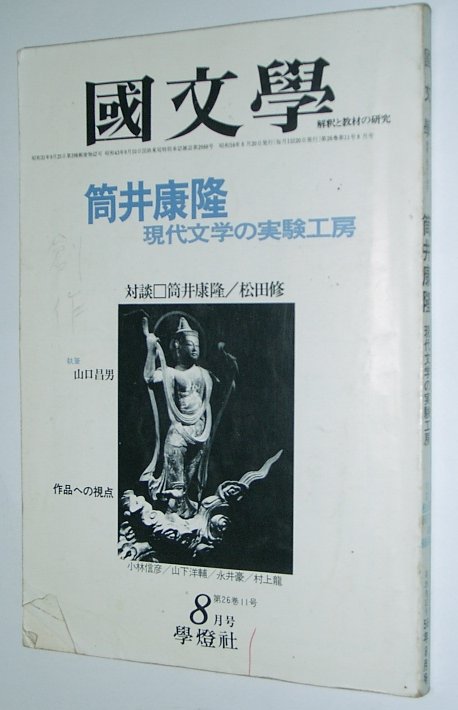 國文學
解釈と教材の研究
筒井康隆
現代文学の実験工房
創作
対談□筒井康隆／松田修
執筆
山口昌男
作品への視点
小林信彦／山下洋輔／永井豪／村上龍
第26巻11号
8月号
學燈社
國文學
筒井康隆
現代文学の実験工房